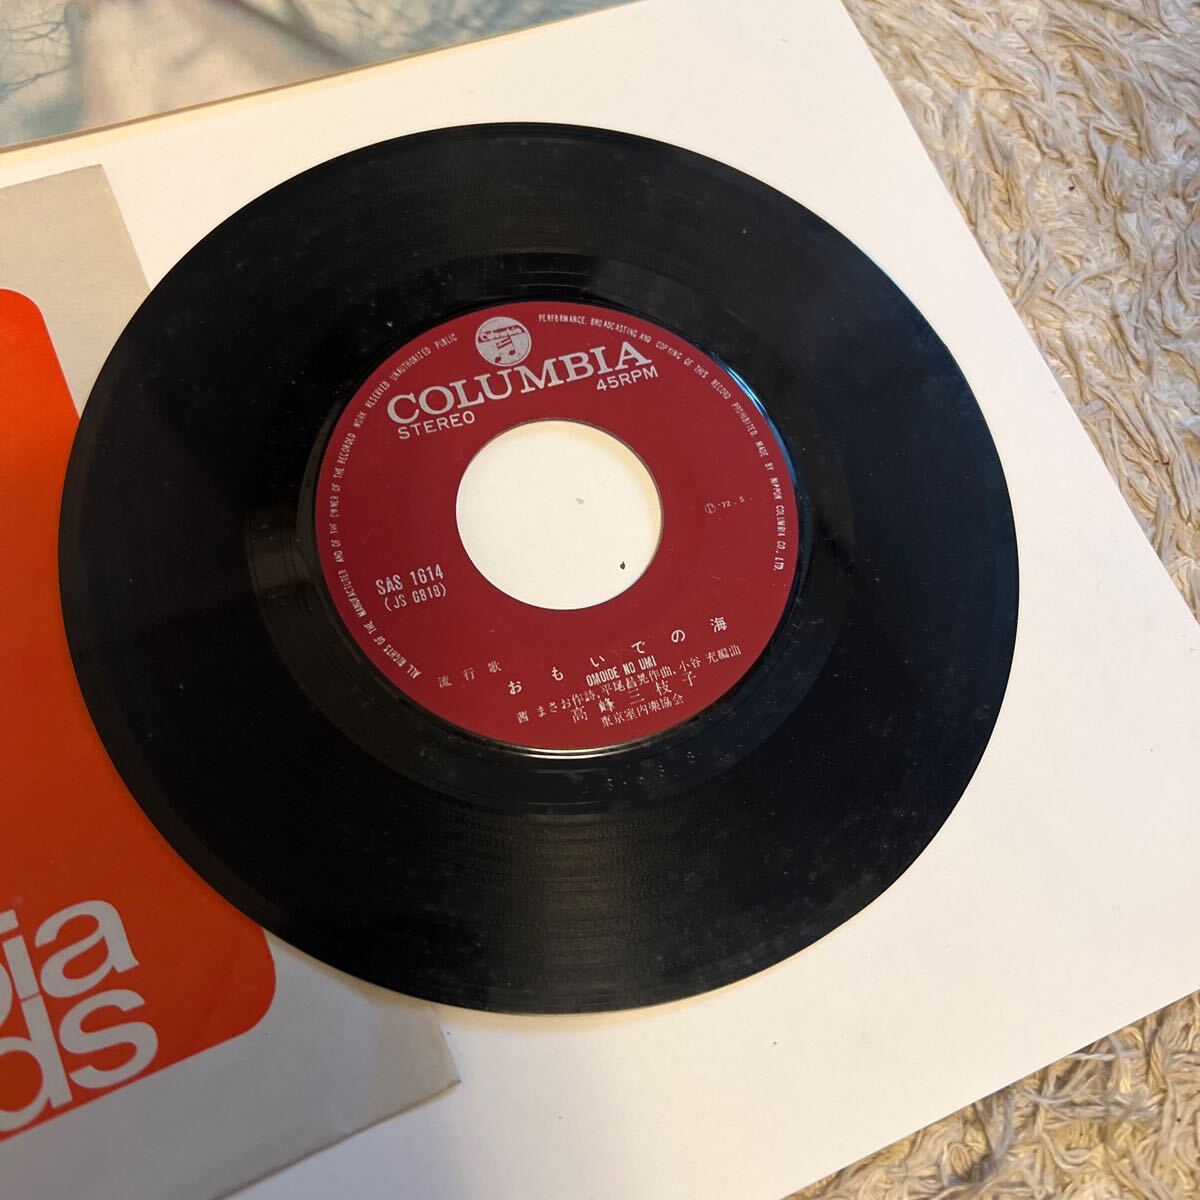 Columbia
COLUMBIA
STEREO 45RPM
ALL RIGHTS OF THE MANUFACTURER AND OF THE OWNER OF THE RECORDED WORK RESERVED UNAUTHORIZED PUBLIC PERFORMANCE, BROADCASTING AND COPYING OF THIS RECORD PROHIBITED. MADE BY NIPPON COLUMBIA CO., LTD.
Ⓟ '72. 5
SAS 1614
(JS 6819)
流行歌 おもいでの海
OMOIDE NO UMI
茜 まさお作詩, 平尾昌晃作曲, 小谷 充編曲
高峰三枝子
東京室内楽協会
bia
ds